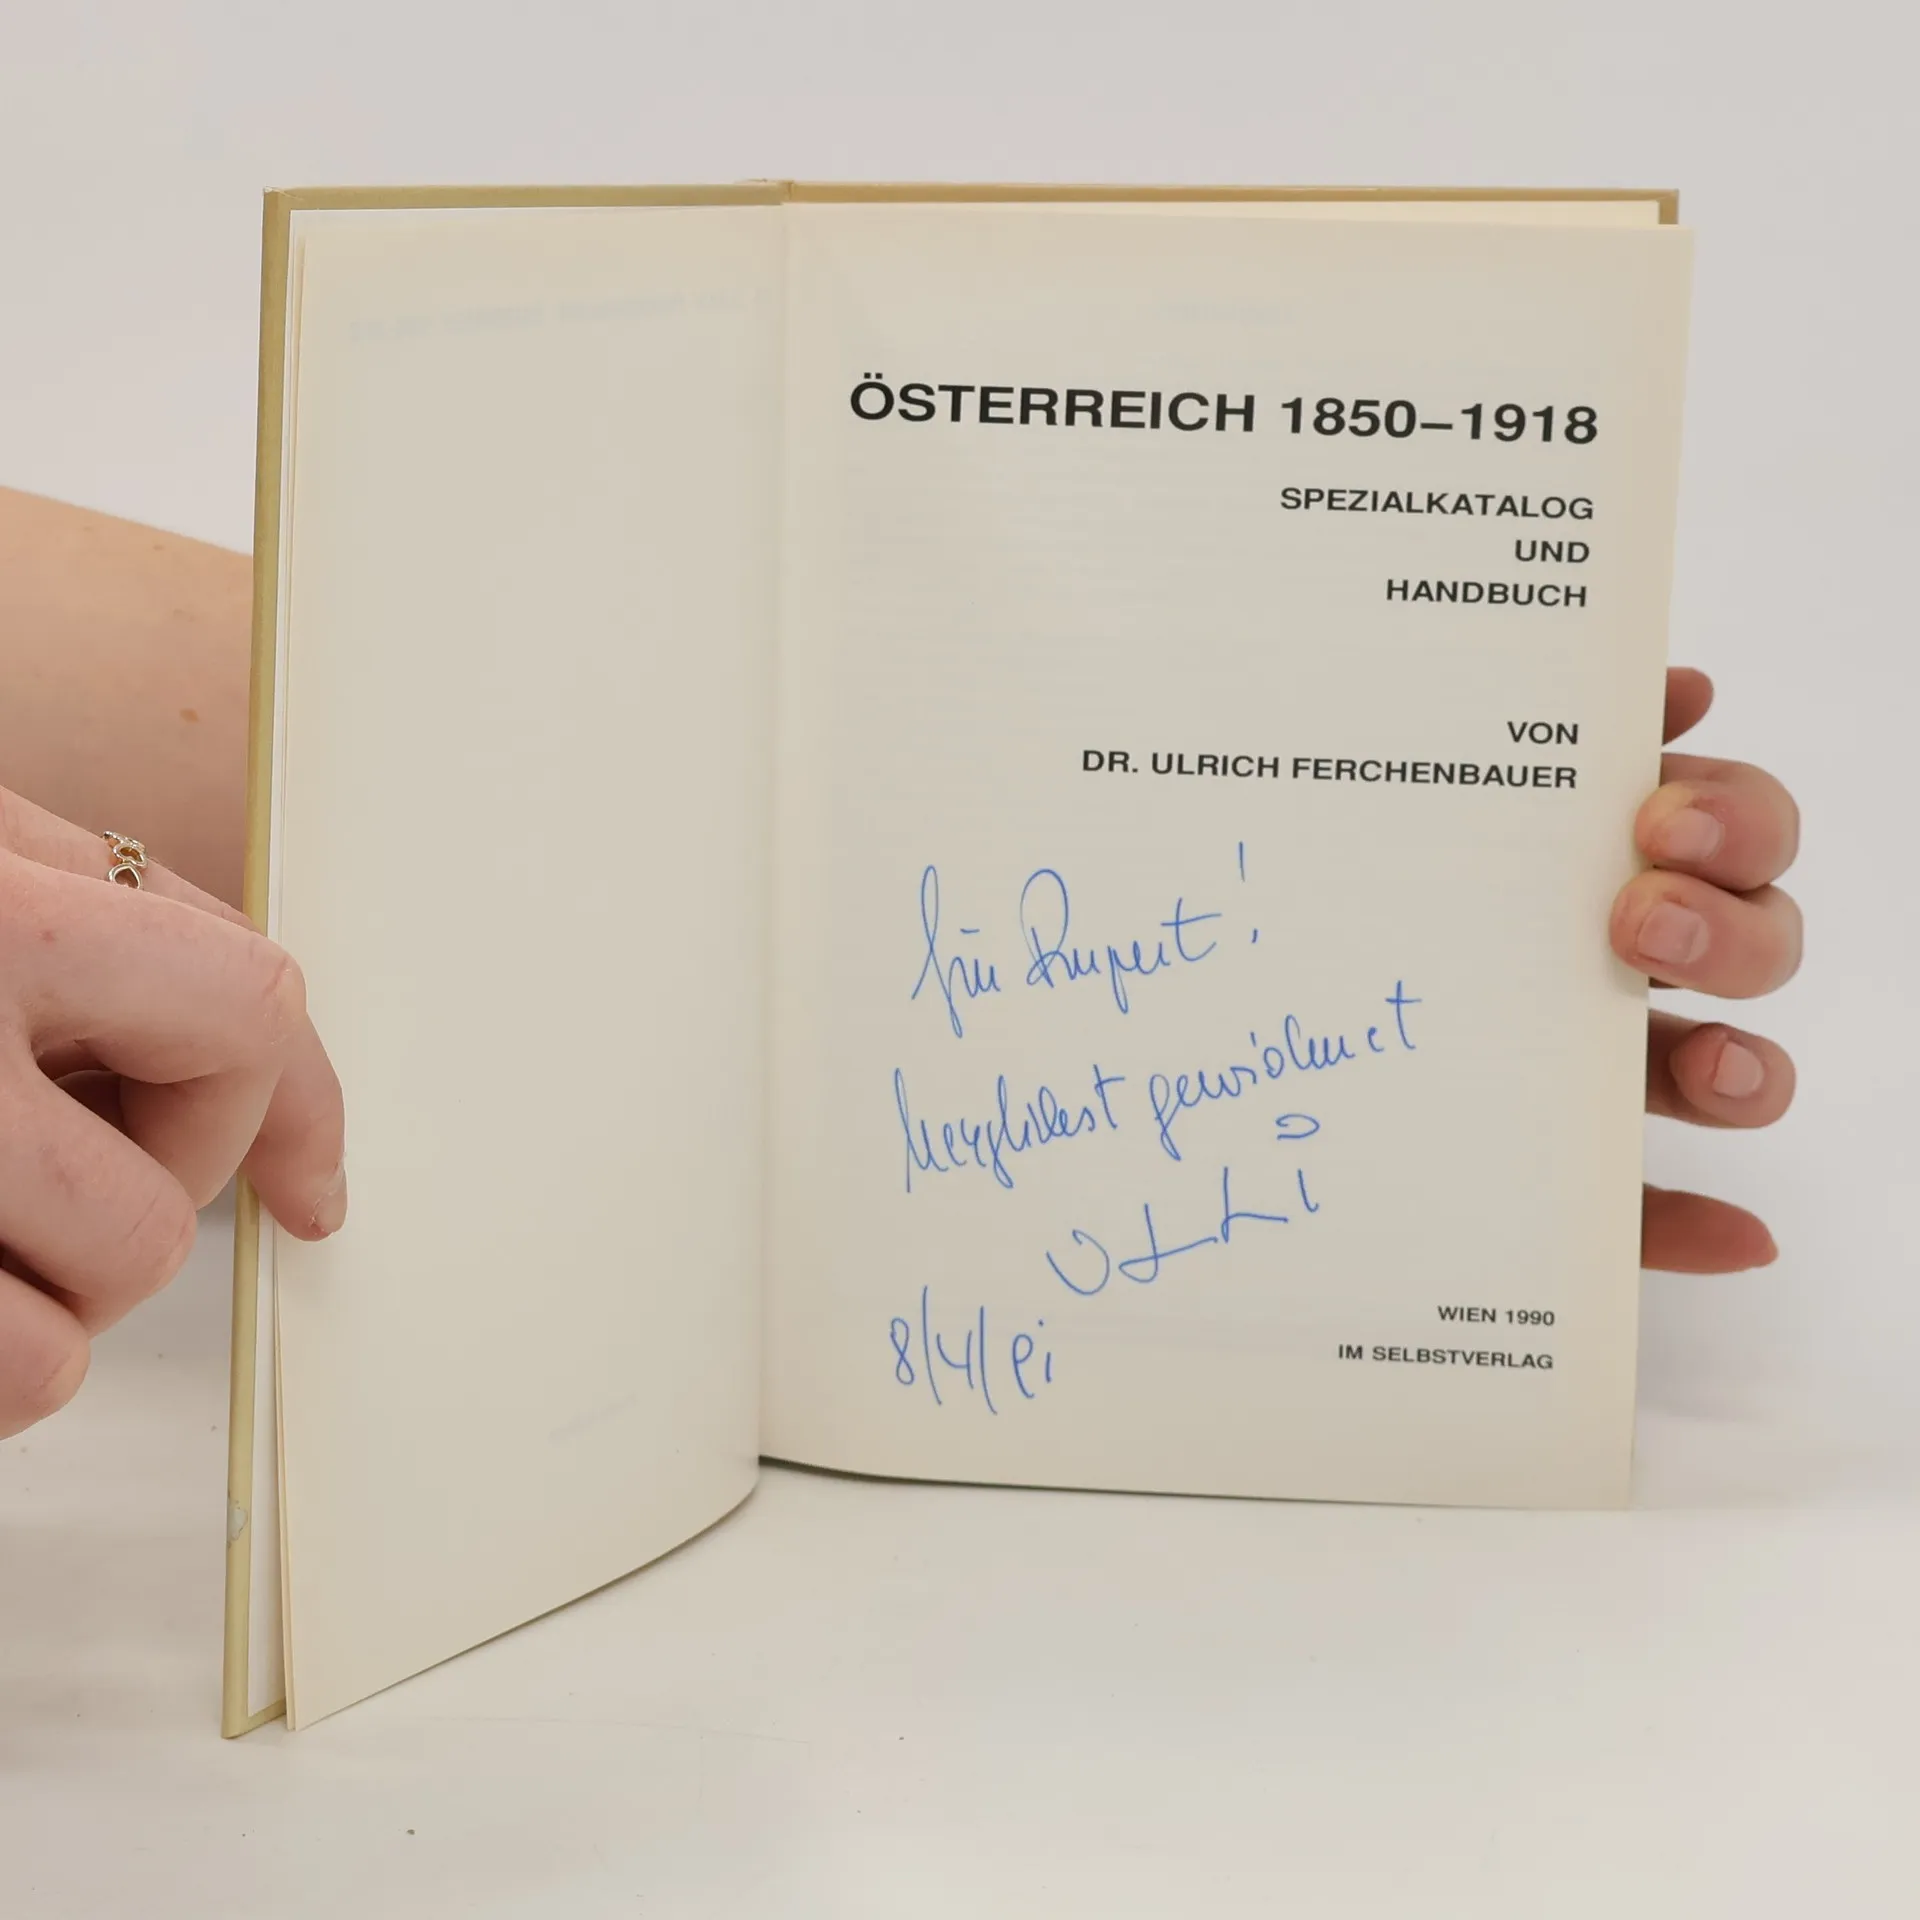 ÖSTERREICH 1850–1918
SPEZIALKATALOG
UND
HANDBUCH
VON
DR. ULRICH FERCHENBAUER
für Rupert!
herzlichst gewidmet
8/4/91
WIEN 1990
IM SELBSTVERLAG